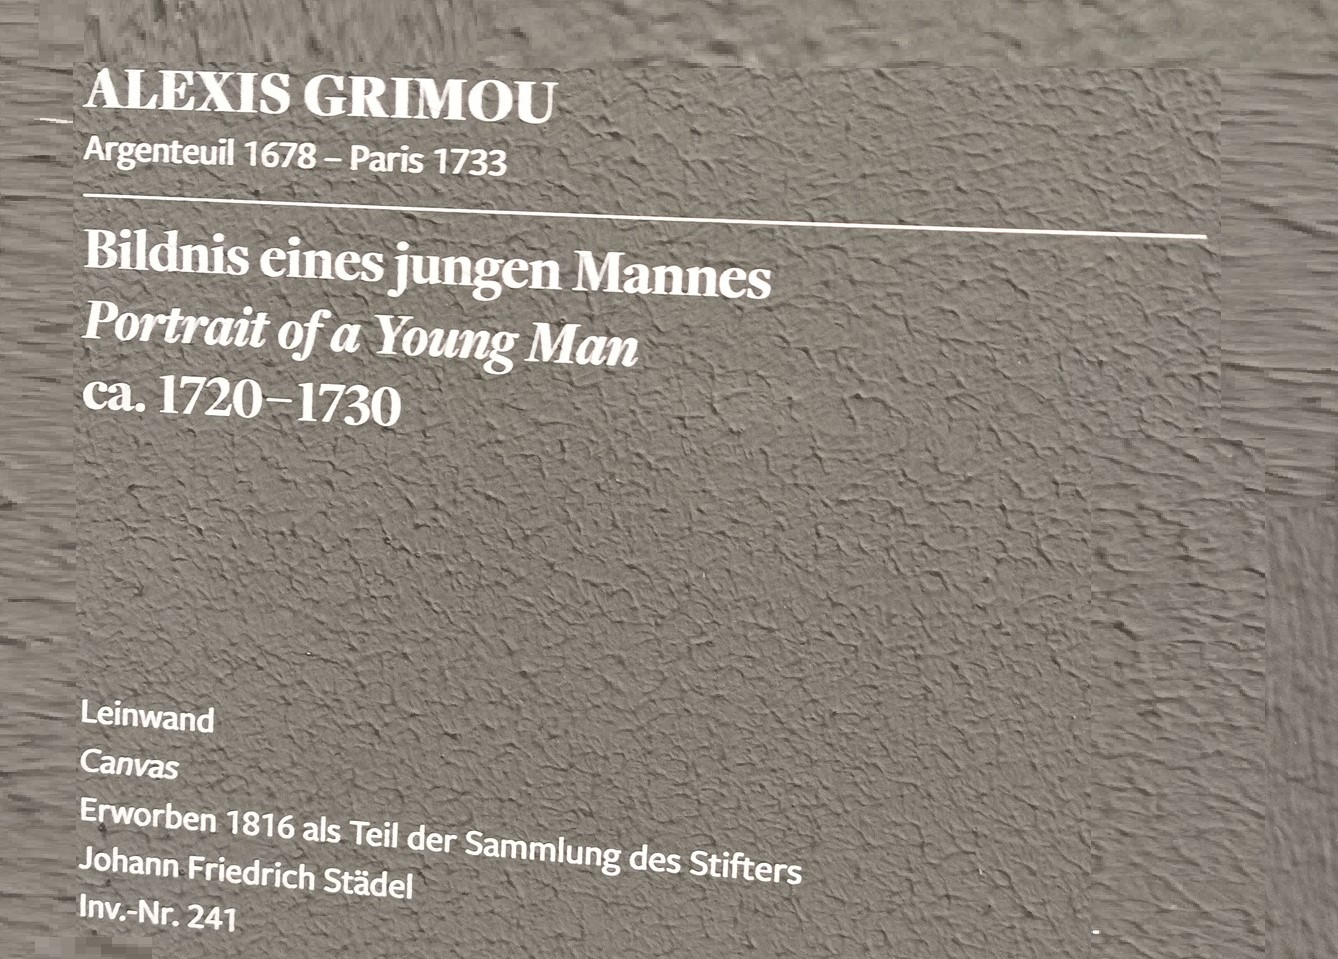 ALEXIS GRIMOU
Argenteuil 1678 – Paris 1733
Bildnis eines jungen Mannes
Portrait of a Young Man
ca. 1720–1730
Leinwand
Canvas
Erworben 1816 als Teil der Sammlung des Stifters
Johann Friedrich Städel
Inv.-Nr. 241